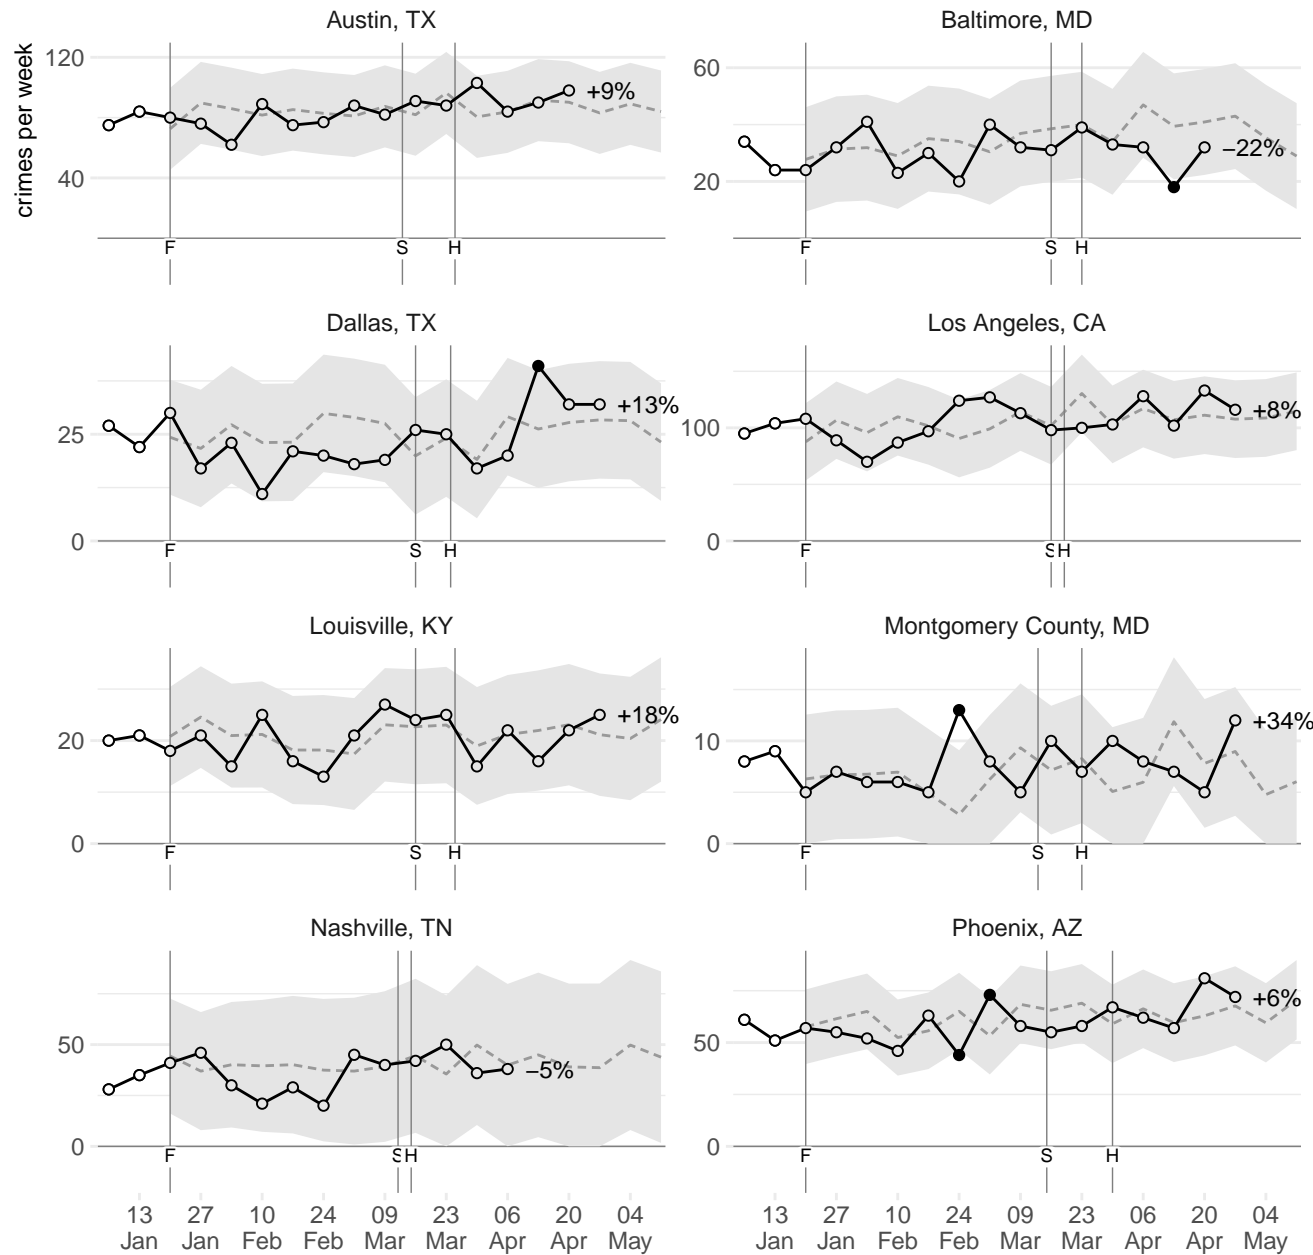 Austin, TX
Baltimore, MD
crimes per week
120
40
+9%
F
S
H
60
20
−22%
F
S
H
Dallas, TX
Los Angeles, CA
25
0
+13%
F
S
H
100
0
+8%
F
S
H
Louisville, KY
Montgomery County, MD
20
0
+18%
F
S
H
10
0
+34%
F
S
H
Nashville, TN
Phoenix, AZ
50
0
−5%
F
S
H
50
0
+6%
F
S
H
13 27 10 24 09 23 06 20 04
Jan Jan Feb Feb Mar Mar Apr Apr May
13 27 10 24 09 23 06 20 04
Jan Jan Feb Feb Mar Mar Apr Apr May